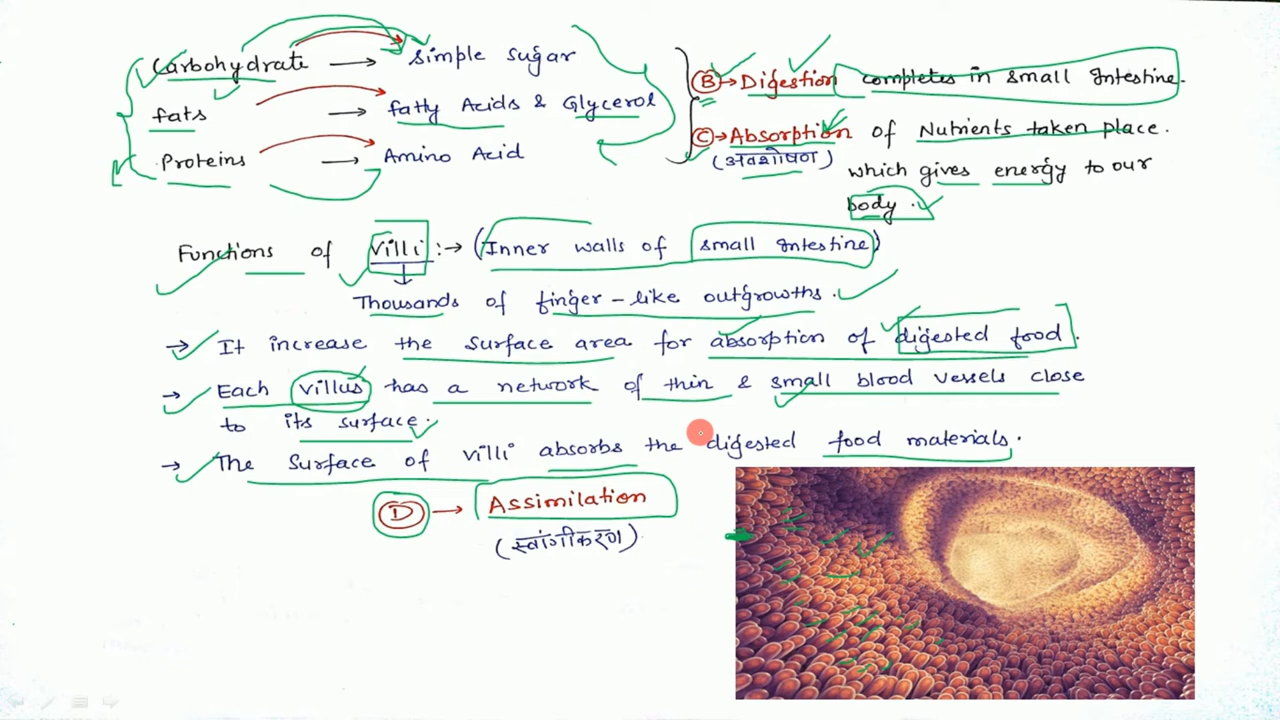 Carbohydrate → Simple Sugar
fats → fatty Acids & Glycerol
Proteins → Amino Acid
(B) → Digestion completes in small Intestine.
(C) → Absorption of Nutrients taken place.
(अवशोषण) which gives energy to our
body.
Functions of villi :→ (Inner walls of small Intestine)
Thousands of finger-like outgrowths.
→ It increase the surface area for absorption of digested food.
→ Each villus has a network of thin & small blood vessels close
to its surface.
→ The surface of villi absorbs the digested food materials.
(D) → Assimilation
(स्वांगीकरण)